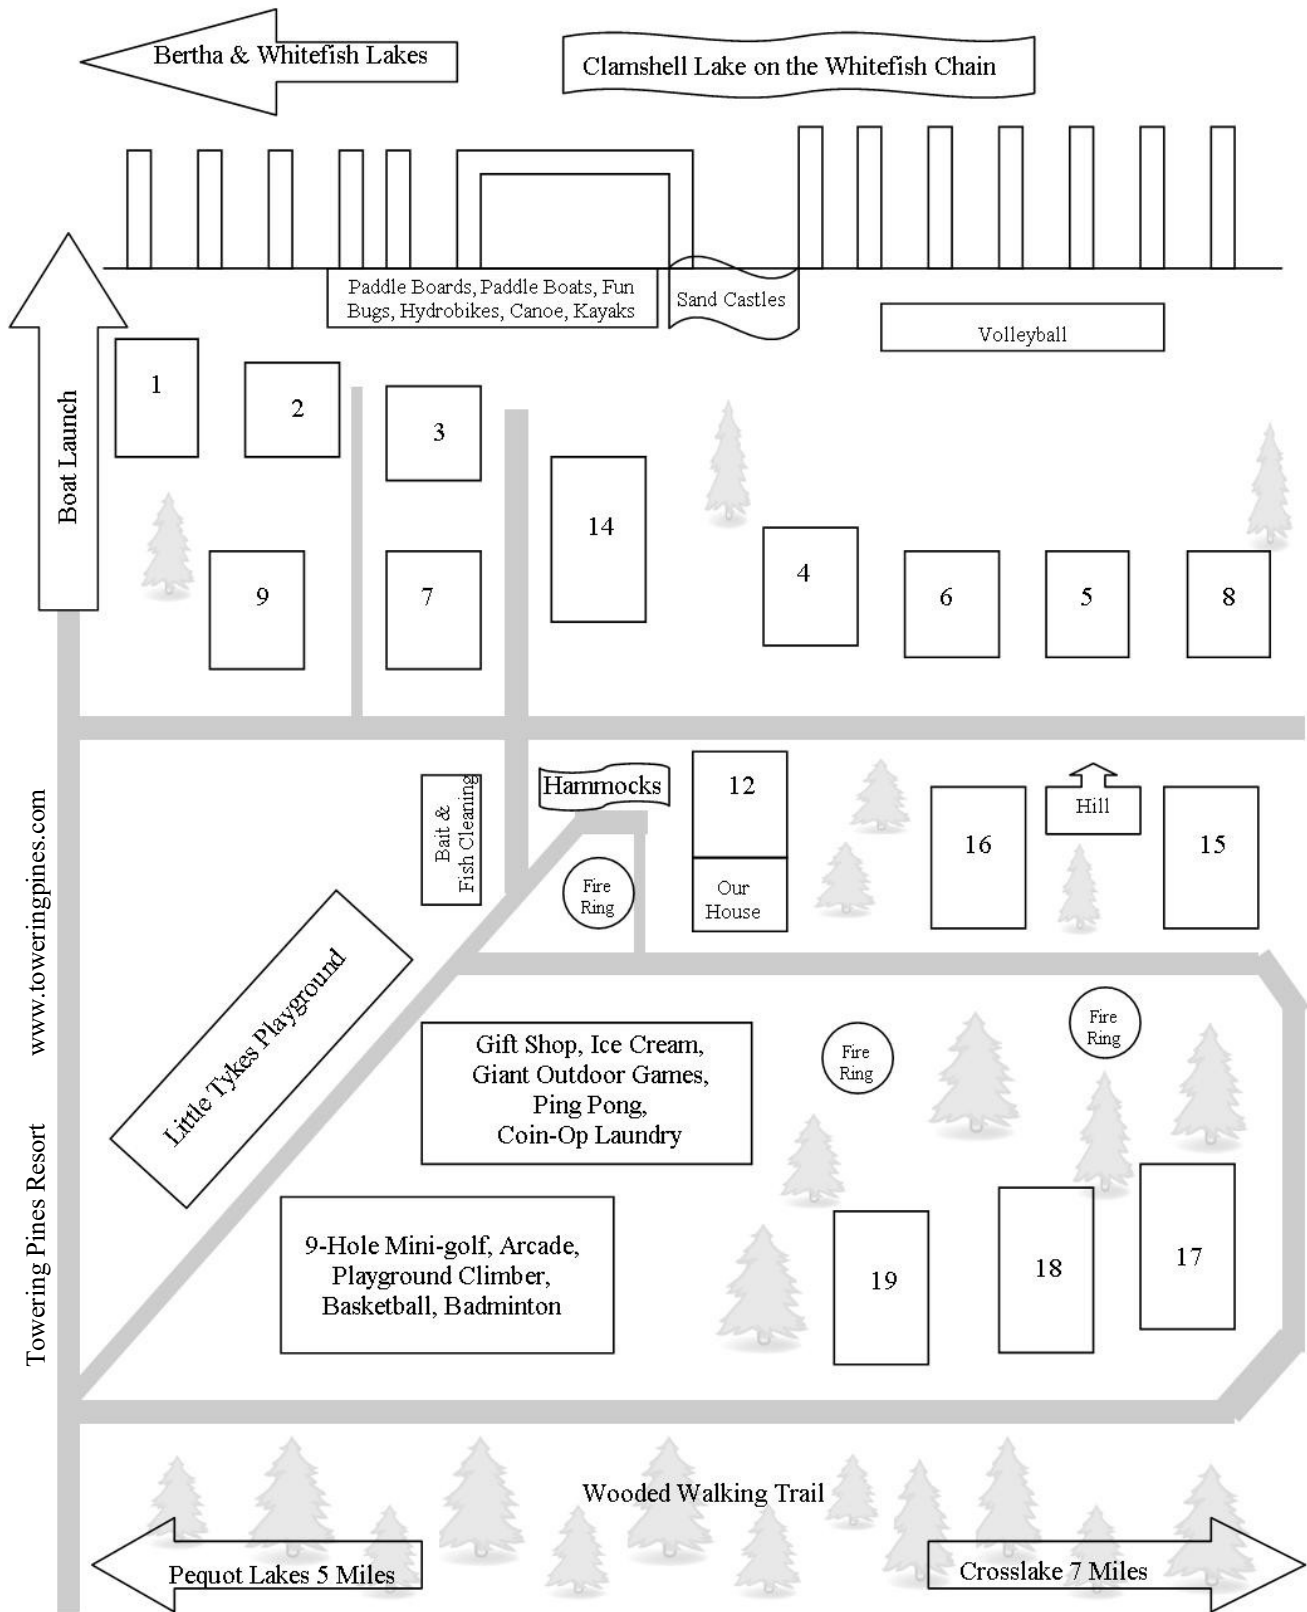 Bertha & Whitefish Lakes
Clamshell Lake on the Whitefish Chain
Paddle Boards, Paddle Boats, Fun
Bugs, Hydrobikes, Canoe, Kayaks
Sand Castles
Volleyball
Boat Launch
1
2
3
14
4
6
5
8
9
7
Bait &
Fish Cleaning
Hammocks
12
Our
House
Fire
Ring
16
Hill
15
www.toweringpines.com
Towering Pines Resort
Little Tykes Playground
Gift Shop, Ice Cream,
Giant Outdoor Games,
Ping Pong,
Coin-Op Laundry
Fire
Ring
Fire
Ring
9-Hole Mini-golf, Arcade,
Playground Climber,
Basketball, Badminton
19
18
17
Wooded Walking Trail
Pequot Lakes 5 Miles
Crosslake 7 Miles